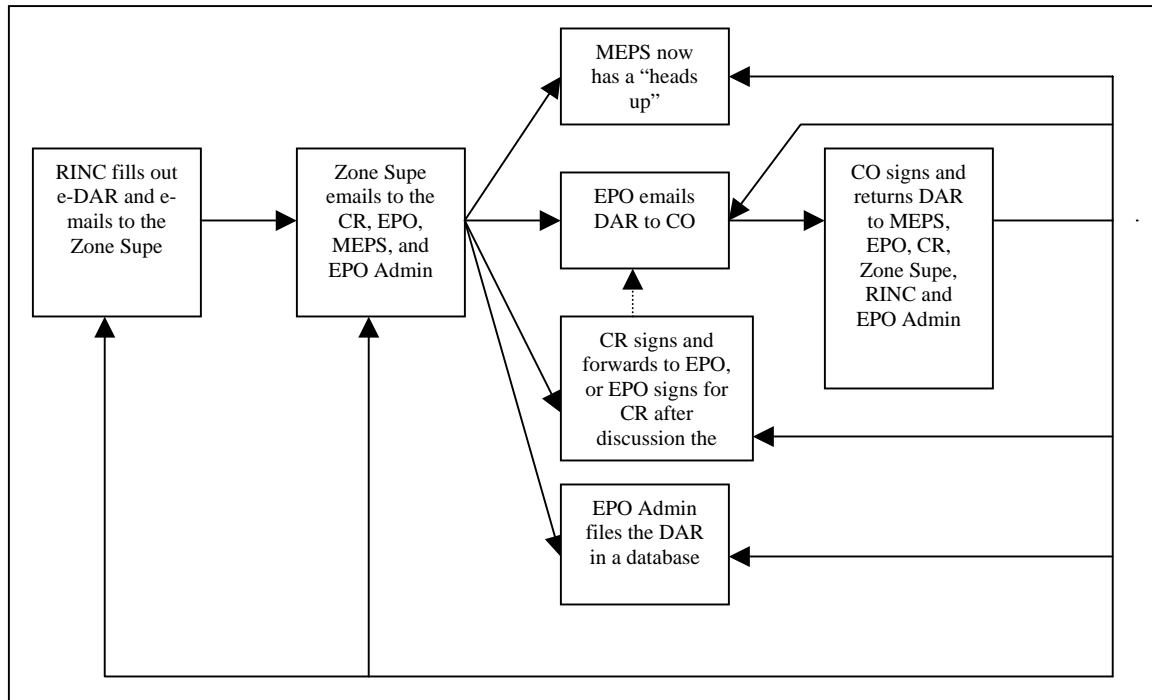 RINC fills out
e-DAR and e-
mails to the
Zone Supe
Zone Supe
emails to the
CR, EPO,
MEPS, and
EPO Admin
MEPS now
has a “heads
up”
EPO emails
DAR to CO
CR signs and
forwards to EPO,
or EPO signs for
CR after
discussion the
EPO Admin
files the DAR
in a database
CO signs and
returns DAR
to MEPS,
EPO, CR,
Zone Supe,
RINC and
EPO Admin
.